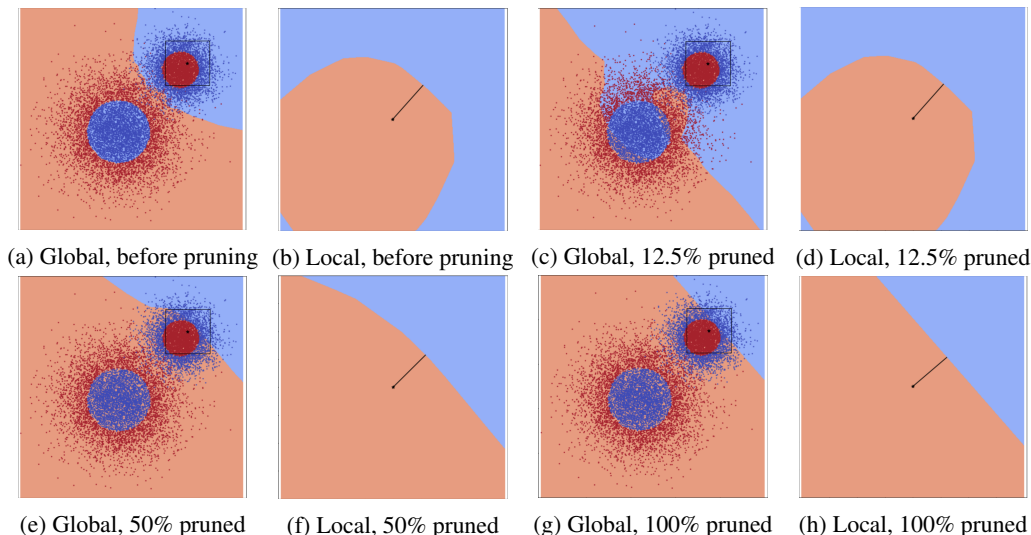 (a) Global, before pruning
(b) Local, before pruning
(c) Global, 12.5% pruned
(d) Local, 12.5% pruned
(e) Global, 50% pruned
(f) Local, 50% pruned
(g) Global, 100% pruned
(h) Local, 100% pruned